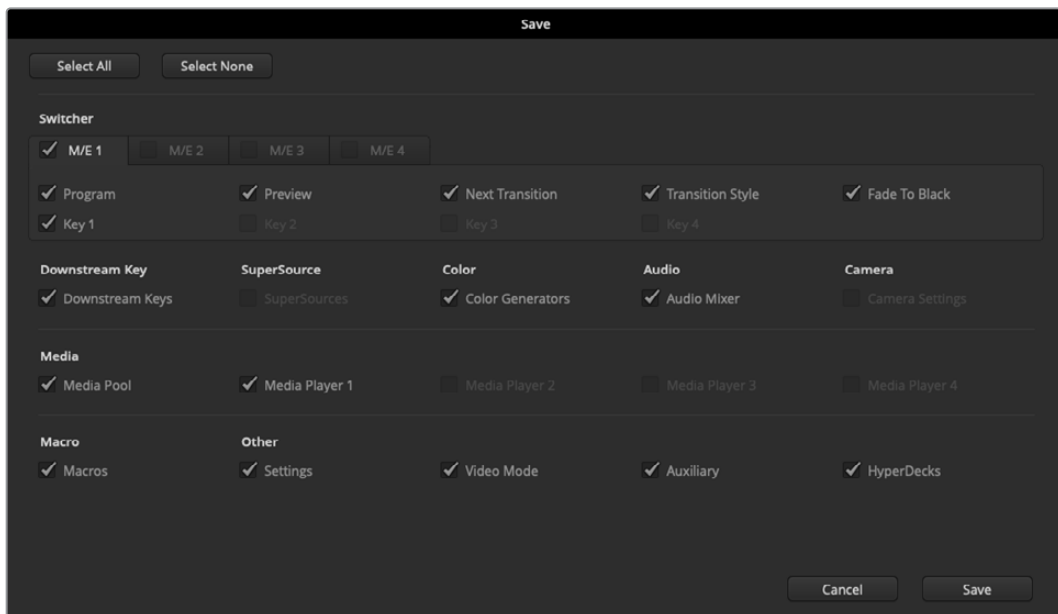 Save
Select All Select None
Switcher
M/E 1 M/E 2 M/E 3 M/E 4
Program Preview Next Transition Transition Style Fade To Black
Key 1 Key 2 Key 3 Key 4
Downstream Key SuperSource Color Audio Camera
Downstream Keys SuperSources Color Generators Audio Mixer Camera Settings
Media
Media Pool Media Player 1 Media Player 2 Media Player 3 Media Player 4
Macro Other
Macros Settings Video Mode Auxiliary HyperDecks
Cancel Save